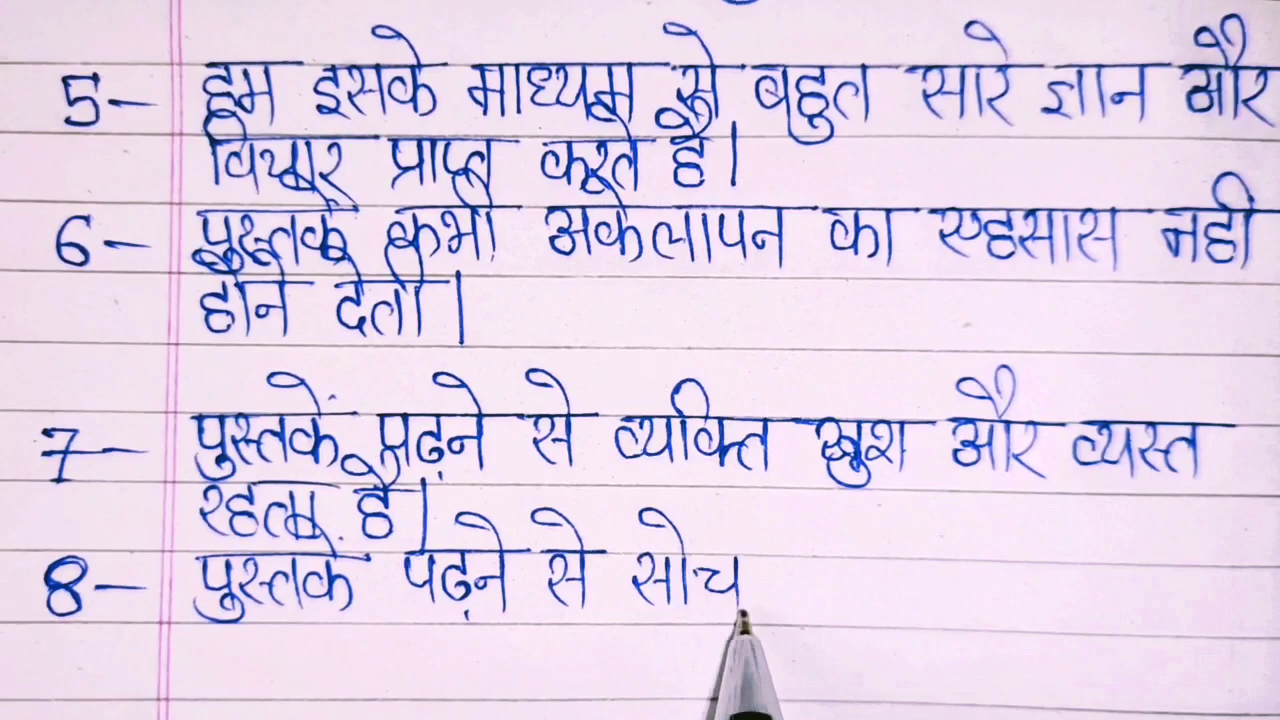 5- हम इसके माध्यम से बहुत सारे ज्ञान और
विचार प्राप्त करते है।
6- पुस्तके कभी अकेलापन का एहसास नही
होने देती।
7- पुस्तकें पढ़ने से व्यक्ति खुश और व्यस्त
रहता है।
8- पुस्तक पढ़ने से सोच